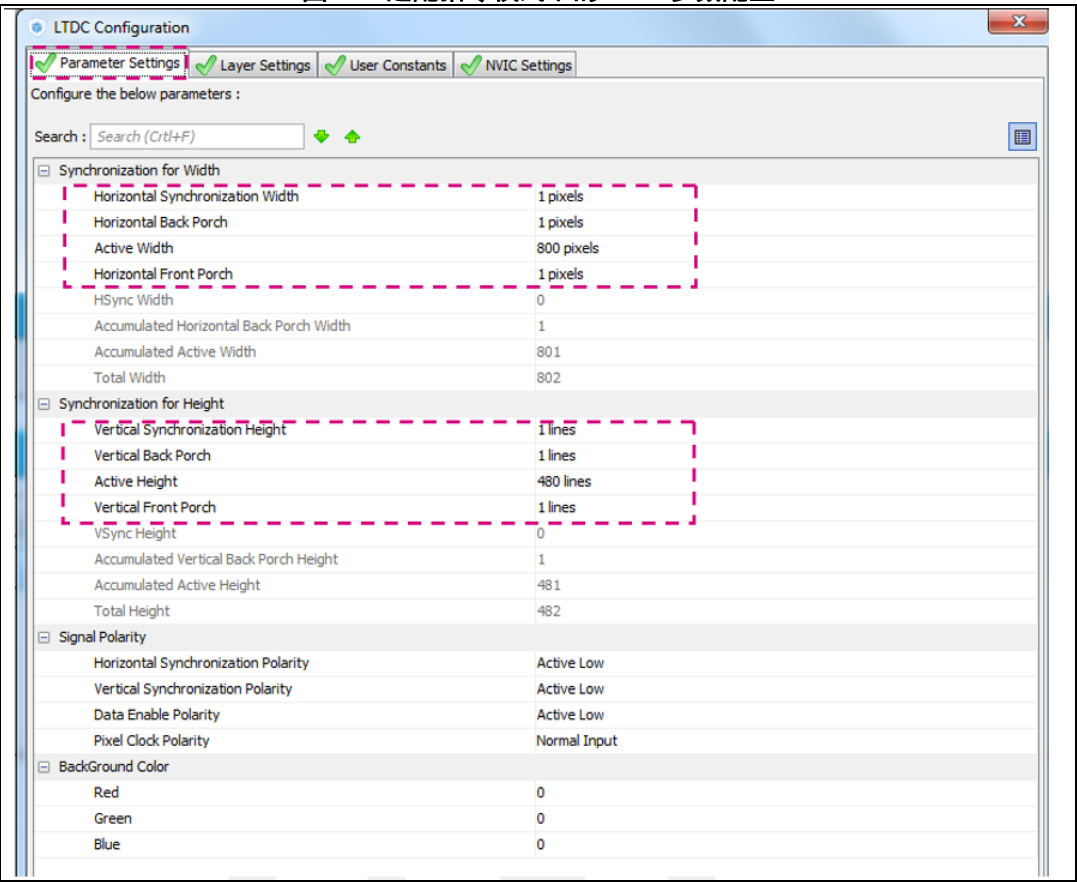 LTDC Configuration
Parameter Settings Layer Settings User Constants NVIC Settings
Configure the below parameters :
Search : Search (Crtl+F)
Synchronization for Width
Horizontal Synchronization Width 1 pixels
Horizontal Back Porch 1 pixels
Active Width 800 pixels
Horizontal Front Porch 1 pixels
HSync Width 0
Accumulated Horizontal Back Porch Width 1
Accumulated Active Width 801
Total Width 802
Synchronization for Height
Vertical Synchronization Height 1 lines
Vertical Back Porch 1 lines
Active Height 480 lines
Vertical Front Porch 1 lines
VSync Height 0
Accumulated Vertical Back Porch Height 1
Accumulated Active Height 481
Total Height 482
Signal Polarity
Horizontal Synchronization Polarity Active Low
Vertical Synchronization Polarity Active Low
Data Enable Polarity Active Low
Pixel Clock Polarity Normal Input
BackGround Color
Red 0
Green 0
Blue 0